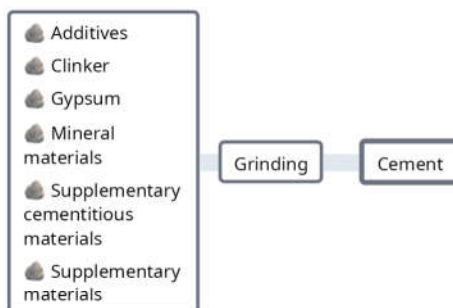 Additives
Clinker
Gypsum
Mineral
materials
Supplementary
cementitious
materials
Supplementary
materials
Grinding
Cement